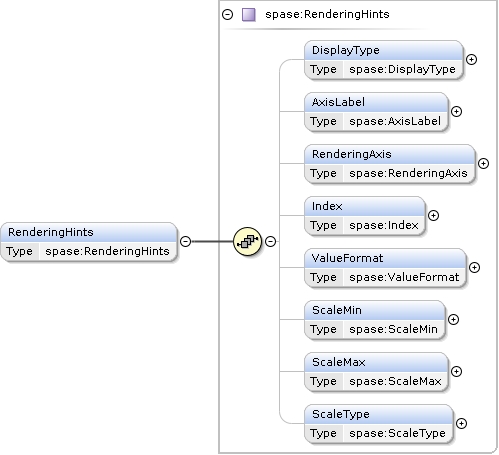 spase:RenderingHints
DisplayType
Type spase:DisplayType
AxisLabel
Type spase:AxisLabel
RenderingAxis
Type spase:RenderingAxis
Index
Type spase:Index
RenderingHints
Type spase:RenderingHints
ValueFormat
Type spase:ValueFormat
ScaleMin
Type spase:ScaleMin
ScaleMax
Type spase:ScaleMax
ScaleType
Type spase:ScaleType